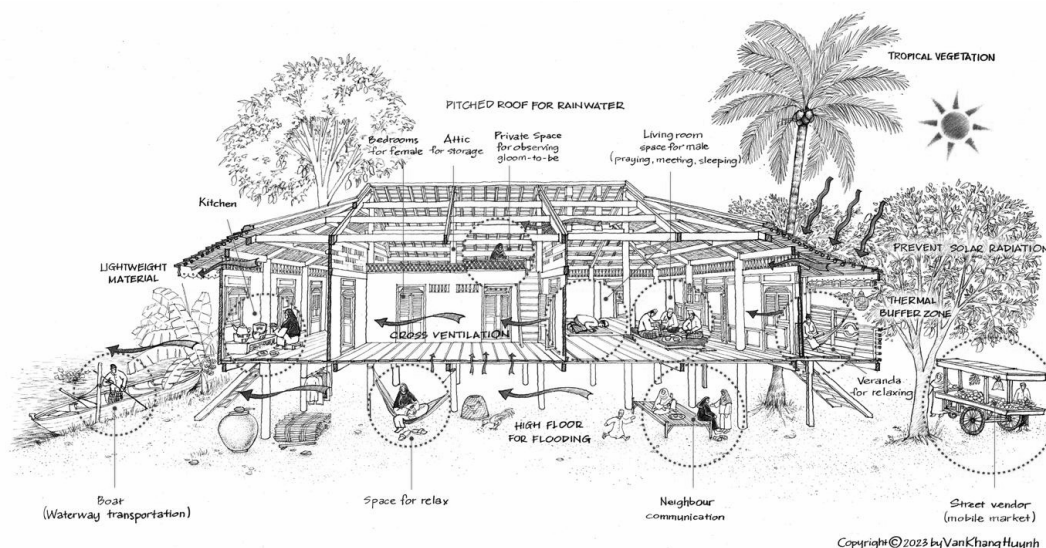 TROPICAL VEGETATION
PITCHED ROOF FOR RAINWATER
Bedrooms
for female
Attic
for storage
Private Space
for observing
gloom-to-be
Living room
space for male
(praying, meeting, sleeping)
Kitchen
LIGHTWEIGHT
MATERIAL
PREVENT SOLAR RADIATION
THERMAL
BUFFER ZONE
CROSS VENTILATION
Veranda
for relaxing
HIGH FLOOR
FOR FLOODING
Boat
(Waterway transportation)
Space for relax
Neighbour
communication
Street vendor
(mobile market)
Copyright © 2023 by VanKhangHuynh